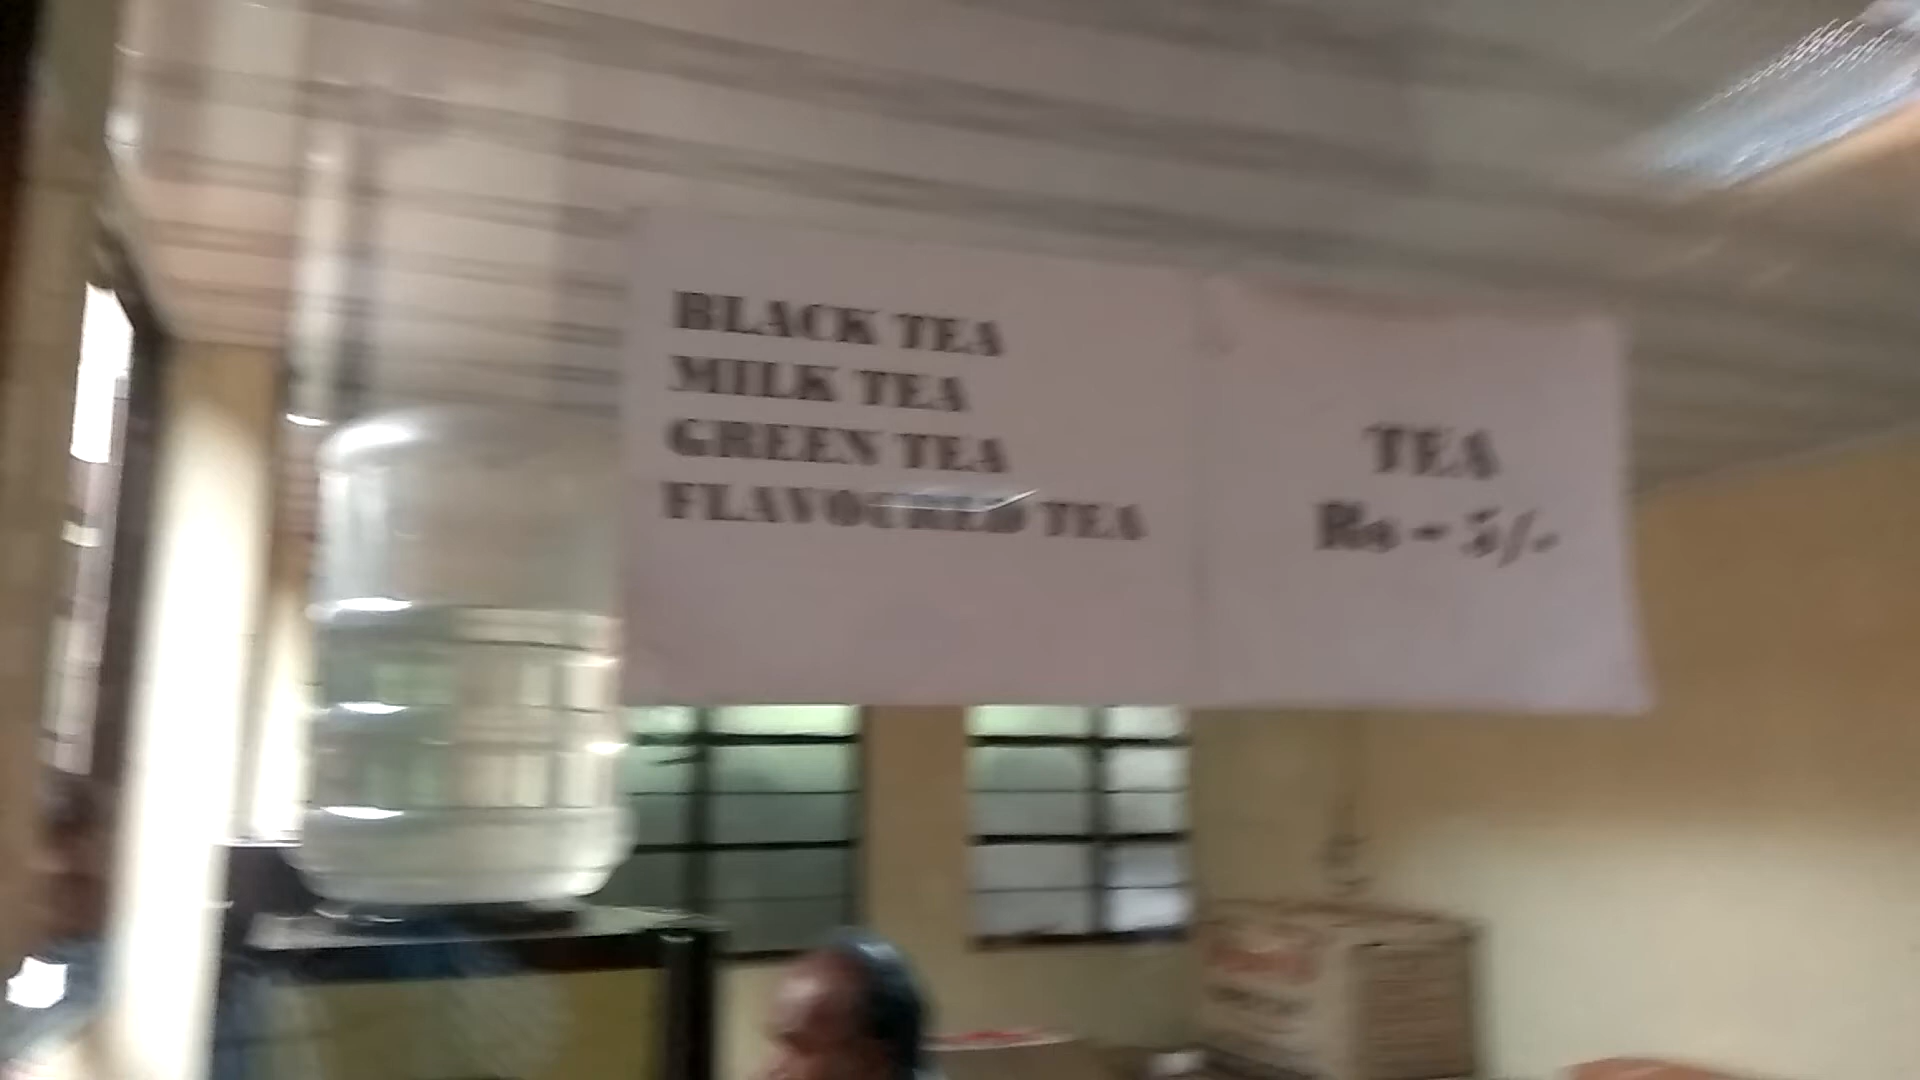 BLACK TEA
MILK TEA
GREEN TEA
FLAVOURED TEA
TEA
Rs - 5/-